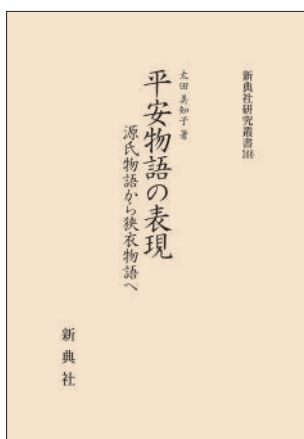 新典社研究叢書 366
太田美知子 著
平安物語の表現
源氏物語から狭衣物語へ
新典社